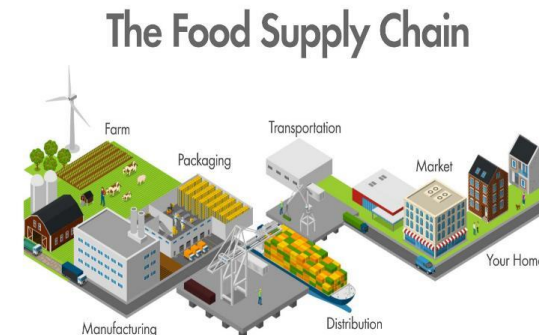 The Food Supply Chain
Farm
Transportation
Packaging
Market
Your Home
Manufacturing
Distribution